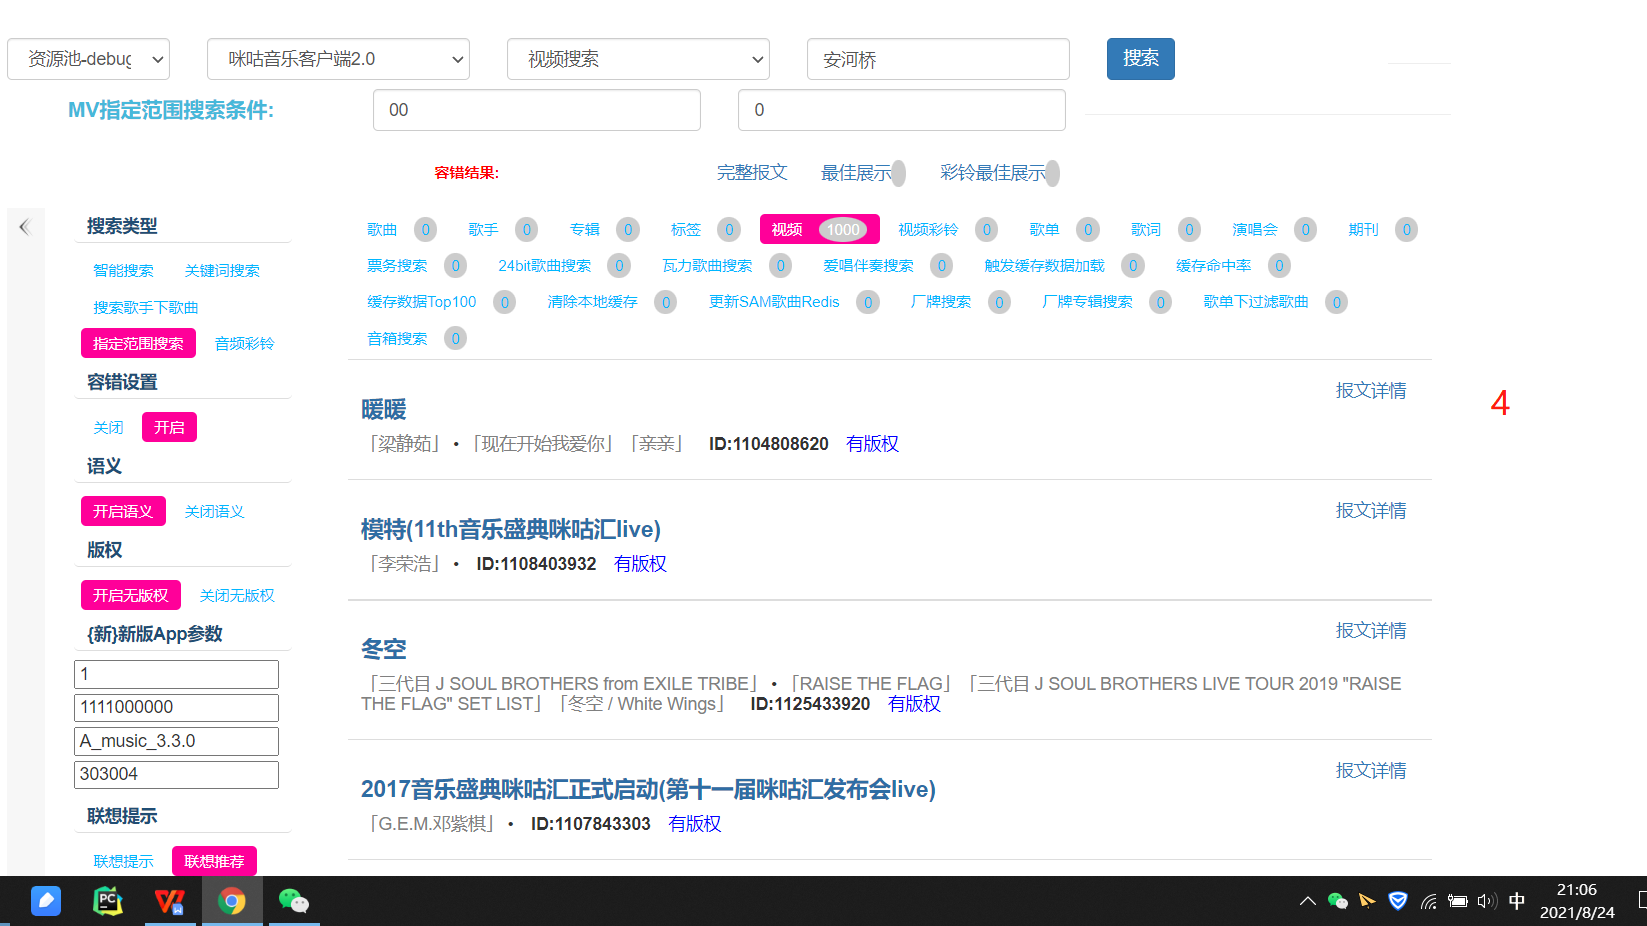 资源池-debug 咪咕音乐客户端2.0 视频搜索 安河桥 搜索
MV指定范围搜索条件: 00 0
容错结果: 完整报文 最佳展示 彩铃最佳展示
搜索类型
智能搜索 关键词搜索
搜索歌手下歌曲
指定范围搜索 音频彩铃
容错设置
关闭 开启
语义
开启语义 关闭语义
版权
开启无版权 关闭无版权
{新}新版App参数
1
1111000000
A_music_3.3.0
303004
联想提示
联想提示 联想推荐
歌曲 0 歌手 0 专辑 0 标签 0 视频 1000 视频彩铃 0 歌单 0 歌词 0 演唱会 0 期刊 0
票务搜索 0 24bit歌曲搜索 0 瓦力歌曲搜索 0 爱唱伴奏搜索 0 触发缓存数据加载 0 缓存命中率 0
缓存数据Top100 0 清除本地缓存 0 更新SAM歌曲Redis 0 厂牌搜索 0 厂牌专辑搜索 0 歌单下过滤歌曲 0
音箱搜索 0
报文详情
暖暖
「梁静茹」 • 「现在开始我爱你」 「亲亲」 ID:1104808620 有版权
4
报文详情
模特(11th音乐盛典咪咕汇live)
「李荣浩」 • ID:1108403932 有版权
报文详情
冬空
「三代目 J SOUL BROTHERS from EXILE TRIBE」 • 「RAISE THE FLAG」 「三代目 J SOUL BROTHERS LIVE TOUR 2019 "RAISE
THE FLAG" SET LIST」 「冬空 / White Wings」 ID:1125433920 有版权
报文详情
2017音乐盛典咪咕汇正式启动(第十一届咪咕汇发布会live)
「G.E.M.邓紫棋」 • ID:1107843303 有版权
中
21:06
2021/8/24